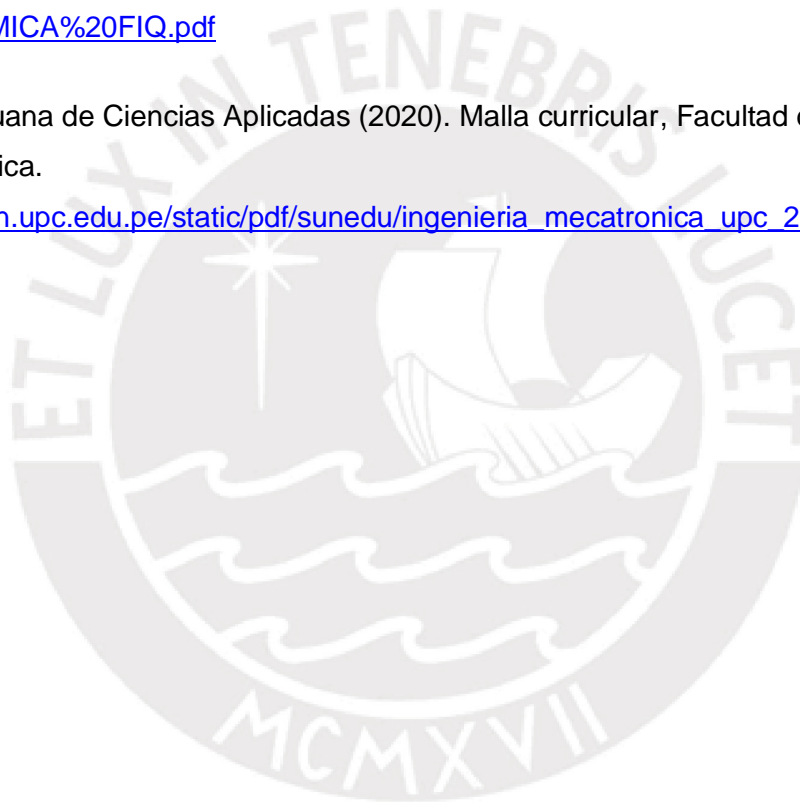 MICA%20FIQ.pdf
uana de Ciencias Aplicadas (2020). Malla curricular, Facultad
ica.
n.upc.edu.pe/static/pdf/sunedu/ingenieria_mecatronica_upc_2
ET LUX IN TENEBRIS LUCET
MCMXVII